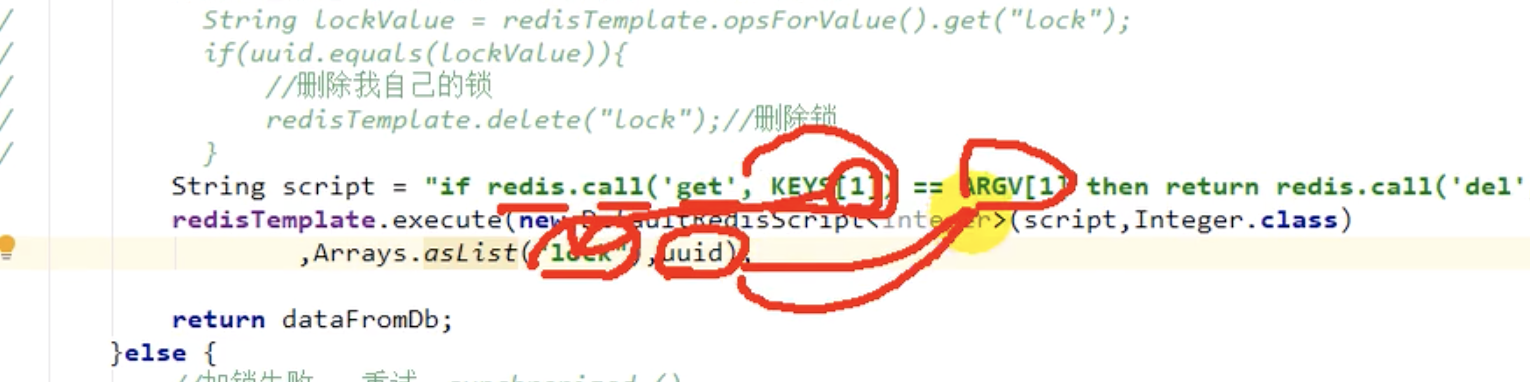 / String lockValue = redisTemplate.opsForValue().get("lock");
/ if(uuid.equals(lockValue)){
/ //删除我自己的锁
/ redisTemplate.delete("lock");//删除锁
/ }
String script = "if redis.call('get', KEYS[1]) == ARGV[1] then return redis.call('del'
redisTemplate.execute(new DefaultRedisScript<Integer>(script,Integer.class)
,Arrays.asList("lock"),uuid);
return dataFromDb;
}else {
//加锁失败 重试 synchronized ()